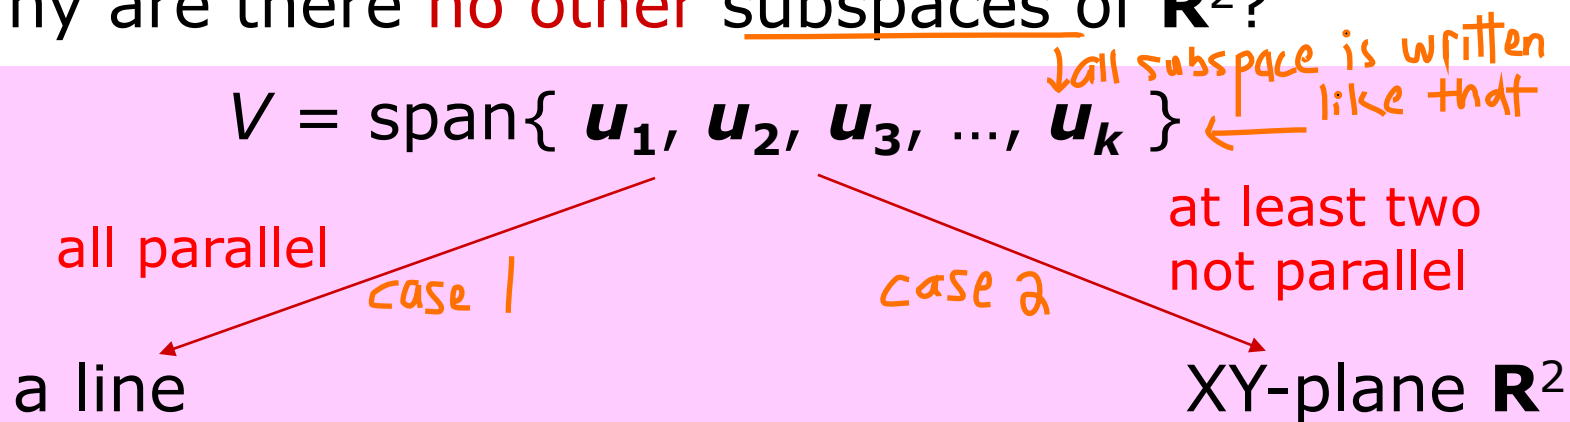 hy are there no other subspaces of R²?
↓all subspace is written
like that
V = span{ u₁, u₂, u₃, ..., uₖ } ←
at least two
not parallel
all parallel
case 1
case 2
a line
XY-plane R²